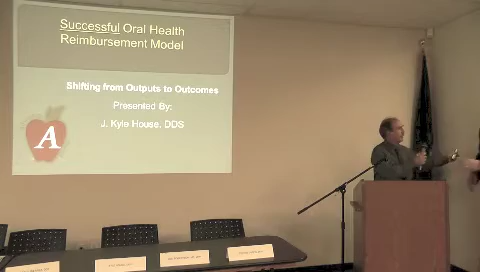 Successful Oral Health
Reimbursement Model
Shifting from Outputs to Outcomes
Presented By:
J. Kyle House, DDS
A